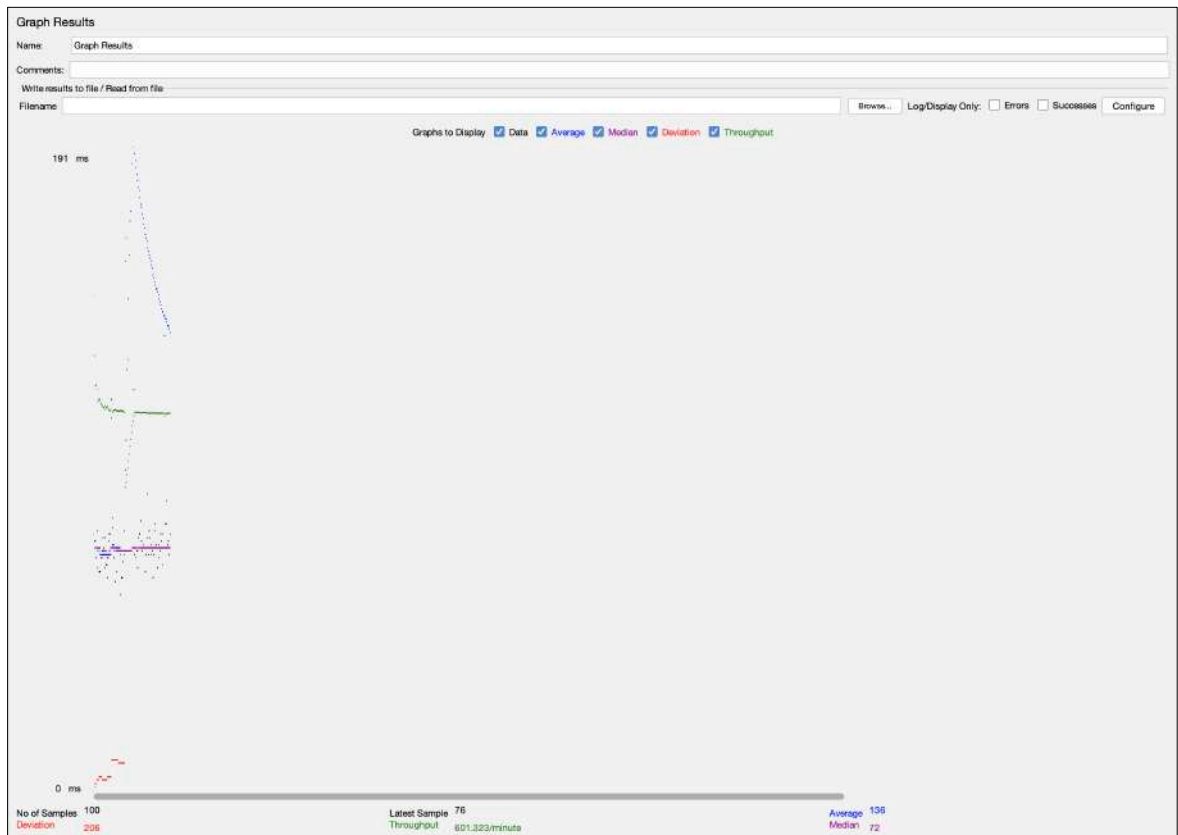 Graph Results
Name: Graph Results
Comments:
Write results to file / Read from file
Filename Browse... Log/Display Only: Errors Successes Configure
Graphs to Display Data Average Median Deviation Throughput
191 ms
0 ms
No of Samples 100 Latest Sample 76 Average 136
Deviation 206 Throughput 601.323/minute Median 72